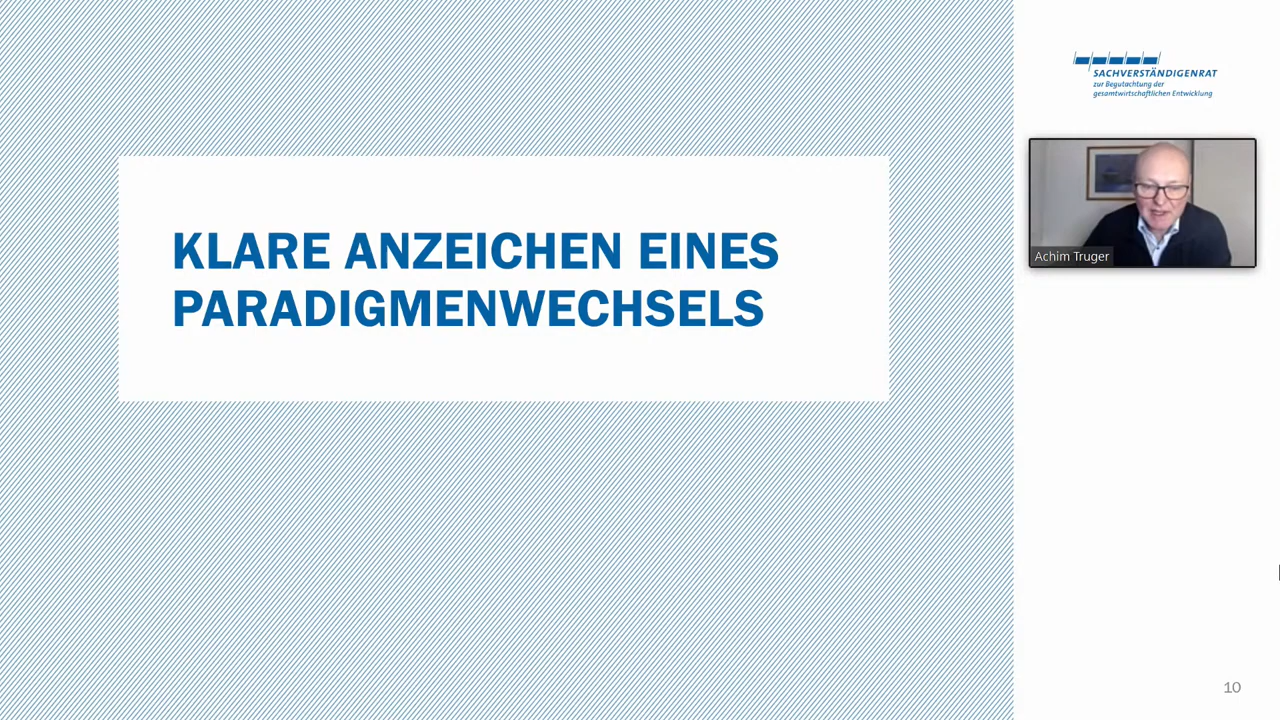 KLARE ANZEICHEN EINES
PARADIGMENWECHSELS
SACHVERSTÄNDIGENRAT
zur Begutachtung der
gesamtwirtschaftlichen Entwicklung
Achim Truger
10